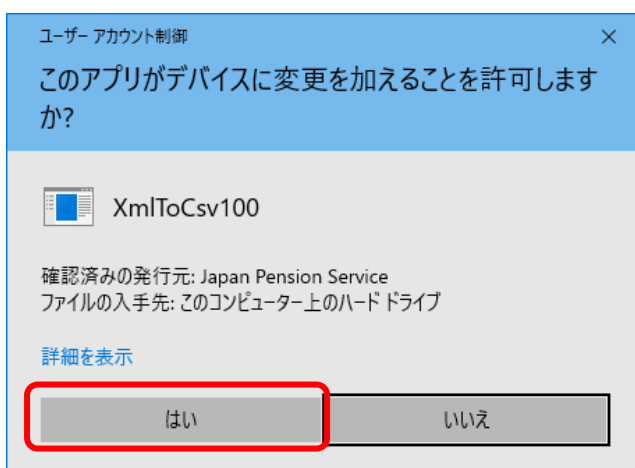 ユーザー アカウント制御
このアプリがデバイスに変更を加えることを許可します
か?
XmlToCsv100
確認済みの発行元: Japan Pension Service
ファイルの入手先: このコンピューター上のハード ドライブ
詳細を表示
はい
いいえ